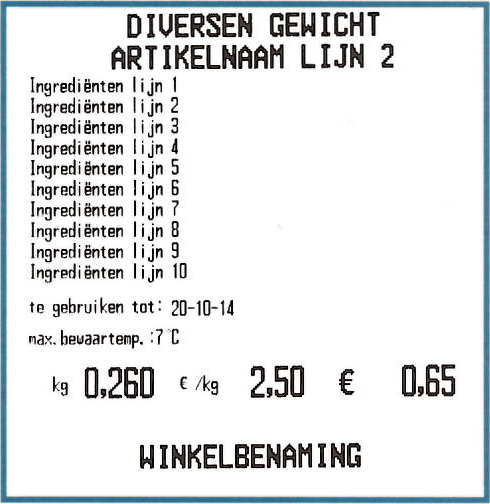 DIVERSEN GEWICHT
ARTIKELNAAM LIJN 2
Ingrediënten lijn 1
Ingrediënten lijn 2
Ingrediënten lijn 3
Ingrediënten lijn 4
Ingrediënten lijn 5
Ingrediënten lijn 6
Ingrediënten lijn 7
Ingrediënten lijn 8
Ingrediënten lijn 9
Ingrediënten lijn 10
te gebruiken tot: 20-10-14
max. bewaartemp. :7°C
kg 0,260 € /kg 2,50 € 0,65
WINKELBENAMING